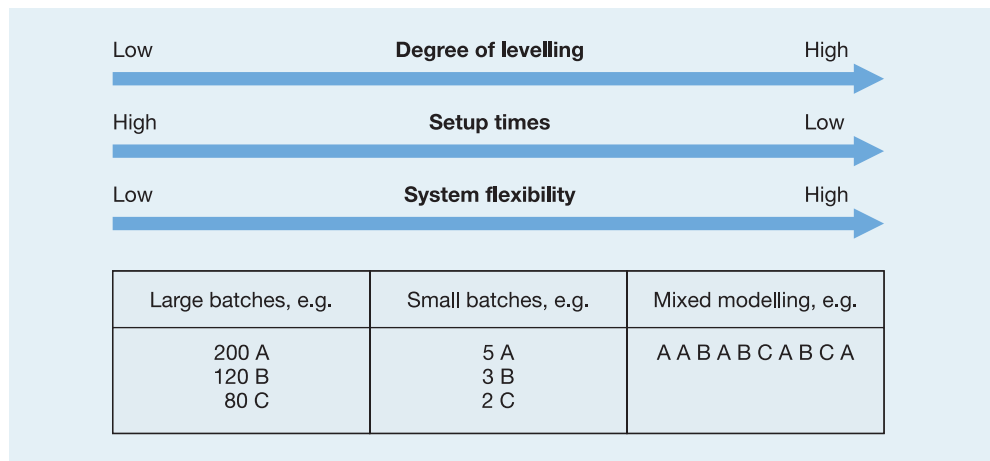 Low Degree of levelling High
High Setup times Low
Low System flexibility High
Large batches, e.g. Small batches, e.g. Mixed modelling, e.g.
200 A 5 A A A B A B C A B C A
120 B 3 B
80 C 2 C